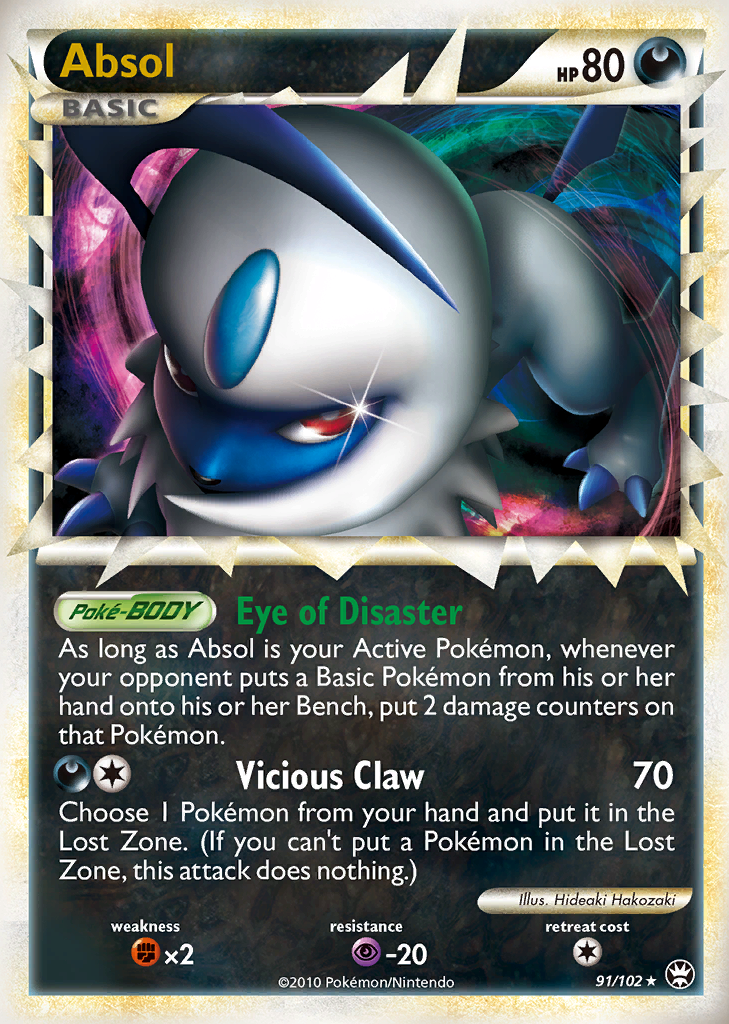 Absol
HP 80
BASIC
Poké-BODY Eye of Disaster
As long as Absol is your Active Pokémon, whenever
your opponent puts a Basic Pokémon from his or her
hand onto his or her Bench, put 2 damage counters on
that Pokémon.
Vicious Claw 70
Choose 1 Pokémon from your hand and put it in the
Lost Zone. (If you can't put a Pokémon in the Lost
Zone, this attack does nothing.)
Illus. Hideaki Hakozaki
weakness resistance retreat cost
×2 -20
©2010 Pokémon/Nintendo 91/102 ★